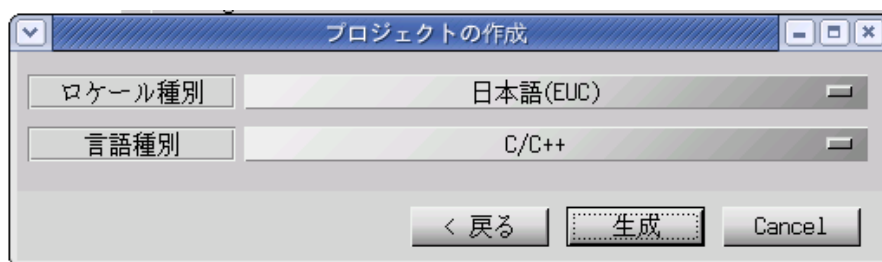 プロジェクトの作成
ロケール種別 日本語(EUC)
言語種別 C/C++
< 戻る 生成 Cancel